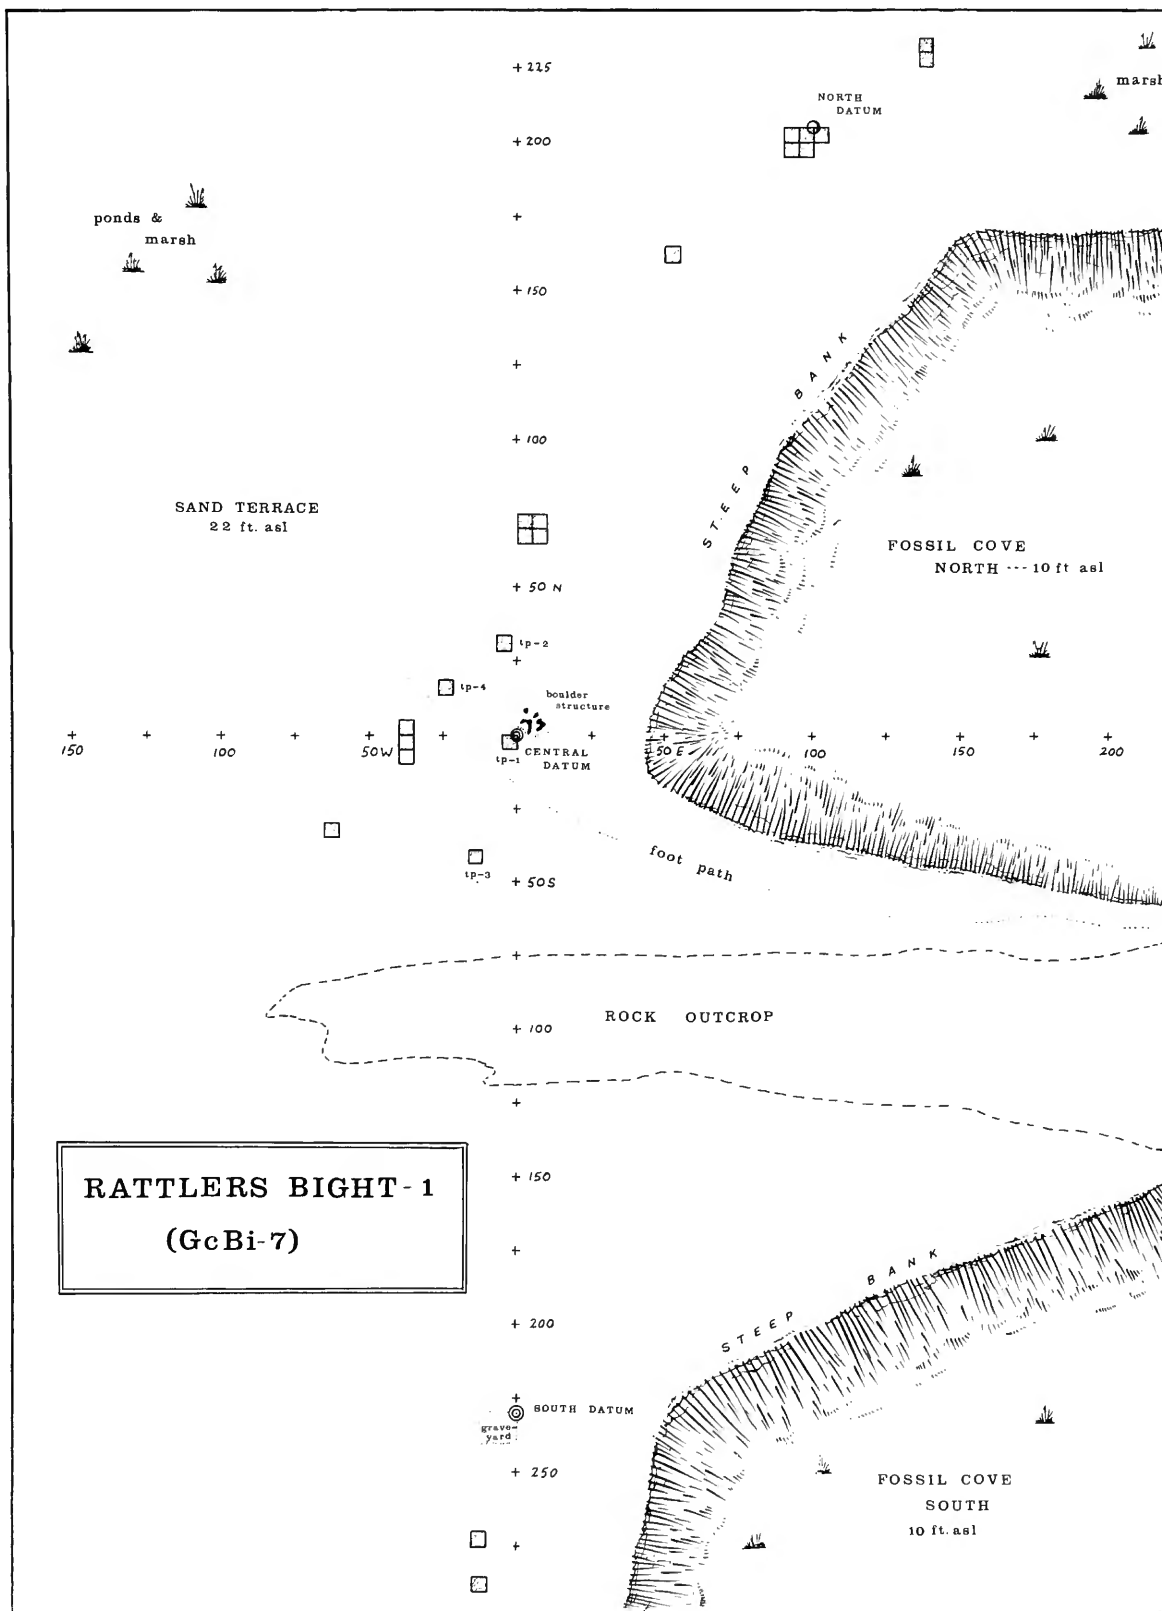 225
NORTH
DATUM
marsh
200
ponds &
marsh
150
STEEP BANK
100
SAND TERRACE
22 ft. asl
FOSSIL COVE
NORTH --- 10 ft asl
50 N
tp-2
tp-4
boulder
structure
150
100
50W
tp-1
CENTRAL
DATUM
50 E
100
150
200
foot path
tp-3
50S
ROCK OUTCROP
100
RATTLERS BIGHT-1
(GcBi-7)
150
STEEP BANK
200
SOUTH DATUM
grave-
yard
250
FOSSIL COVE
SOUTH
10 ft. asl